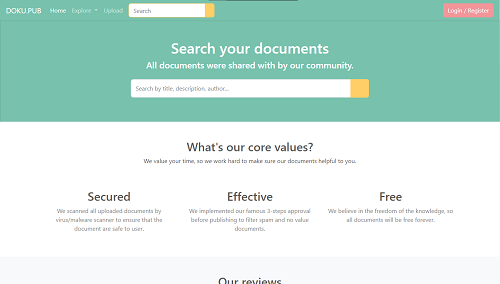 DOKU.PUB Home Explore Upload Search Login / Register
Search your documents
All documents were shared with by our community.
Search by title, description, author...
What's our core values?
We value your time, so we work hard to make sure our documents helpful to you.
Secured Effective Free
We scanned all uploaded documents by
virus/maleare scanner to ensure that the
document are safe to user.
We implemented our famous 3-steps approval
before publishing to filter spam and no value
documents.
We believe in the freedom of the knowledge, so
all documents will be free forever.
Our reviews